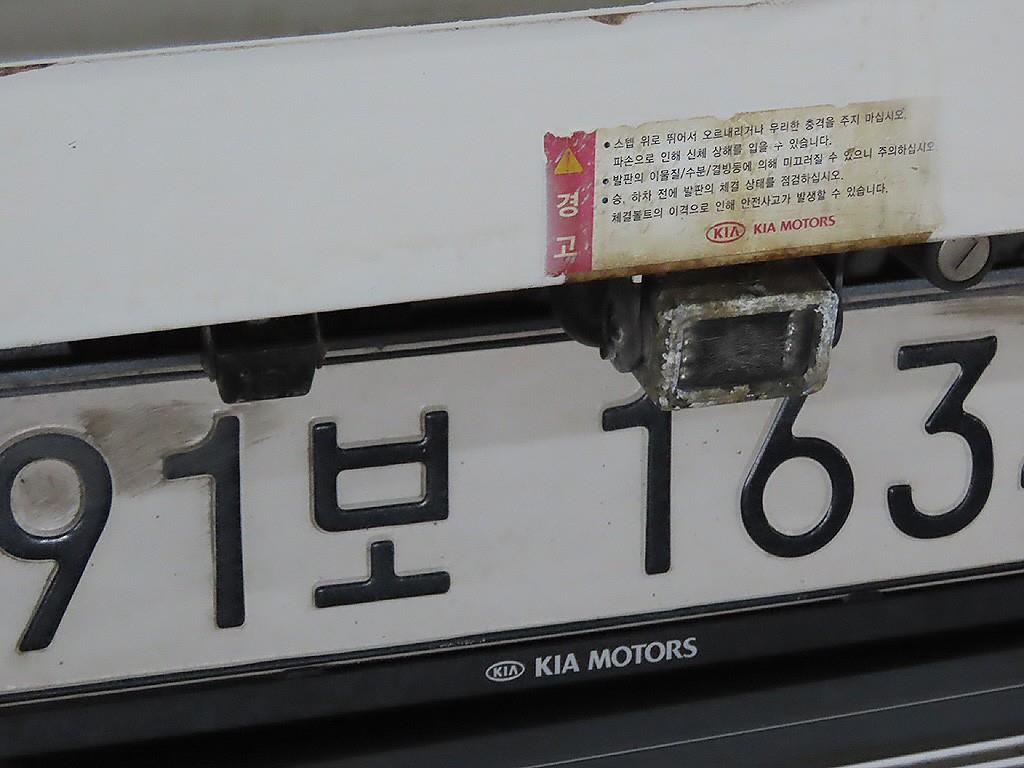 경고
• 스텝 위로 뛰어서 오르내리거나 무리한 충격을 주지 마십시오.
파손으로 인해 신체 상해를 입을 수 있습니다.
• 발판의 이물질/수분/결빙등에 의해 미끄러질 수 있으니 주의하십시오.
• 승, 하차 전에 발판의 체결 상태를 점검하십시오.
체결볼트의 이격으로 인해 안전사고가 발생할 수 있습니다.
KIA KIA MOTORS
91보 163
KIA KIA MOTORS